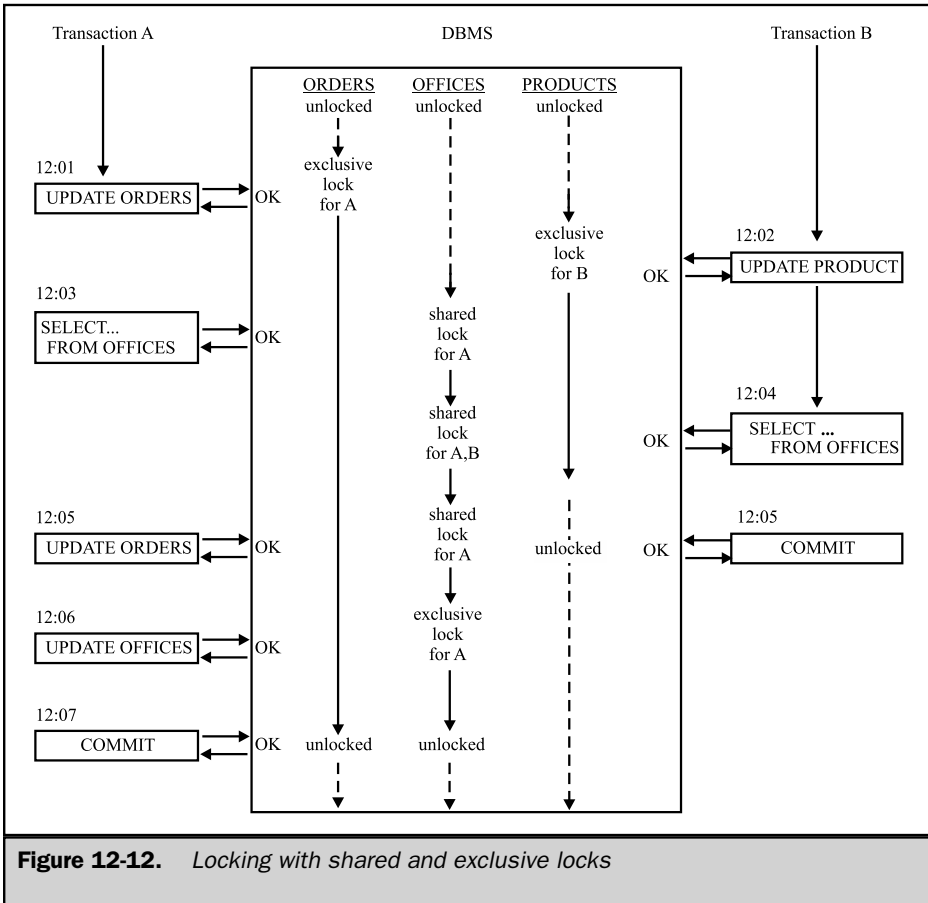 Transaction A
DBMS
Transaction B
ORDERS
unlocked
OFFICES
unlocked
PRODUCTS
unlocked
12:01
UPDATE ORDERS
OK
exclusive
lock
for A
exclusive
lock
for B
12:02
UPDATE PRODUCT
OK
12:03
SELECT...
FROM OFFICES
OK
shared
lock
for A
12:04
SELECT ...
FROM OFFICES
OK
shared
lock
for A,B
12:05
UPDATE ORDERS
OK
shared
lock
for A
unlocked
12:05
COMMIT
OK
12:06
UPDATE OFFICES
OK
exclusive
lock
for A
12:07
COMMIT
OK
unlocked
unlocked
Figure 12-12. Locking with shared and exclusive locks